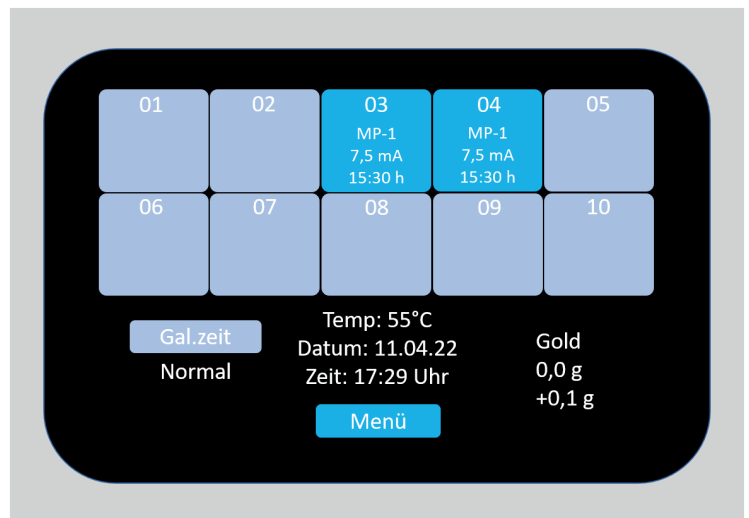 01 02 03 04 05
MP-1 MP-1
7,5 mA 7,5 mA
15:30 h 15:30 h
06 07 08 09 10
Gal.zeit
Normal
Temp: 55°C
Datum: 11.04.22
Zeit: 17:29 Uhr
Menü
Gold
0,0 g
+0,1 g